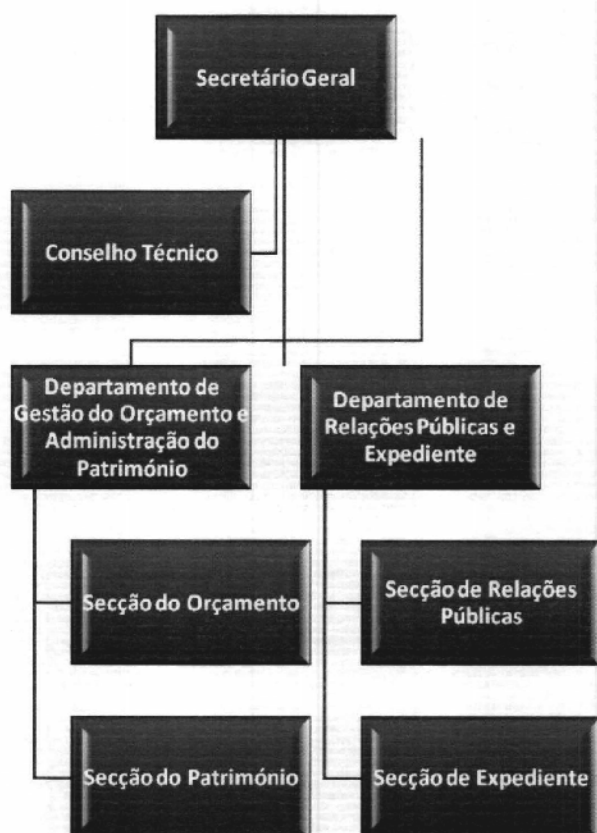 Secretário Geral
Conselho Técnico
Departamento de
Gestão do Orçamento e
Administração do
Património
Departamento de
Relações Públicas e
Expediente
Secção do Orçamento
Secção de Relações
Públicas
Secção do Património
Secção de Expediente